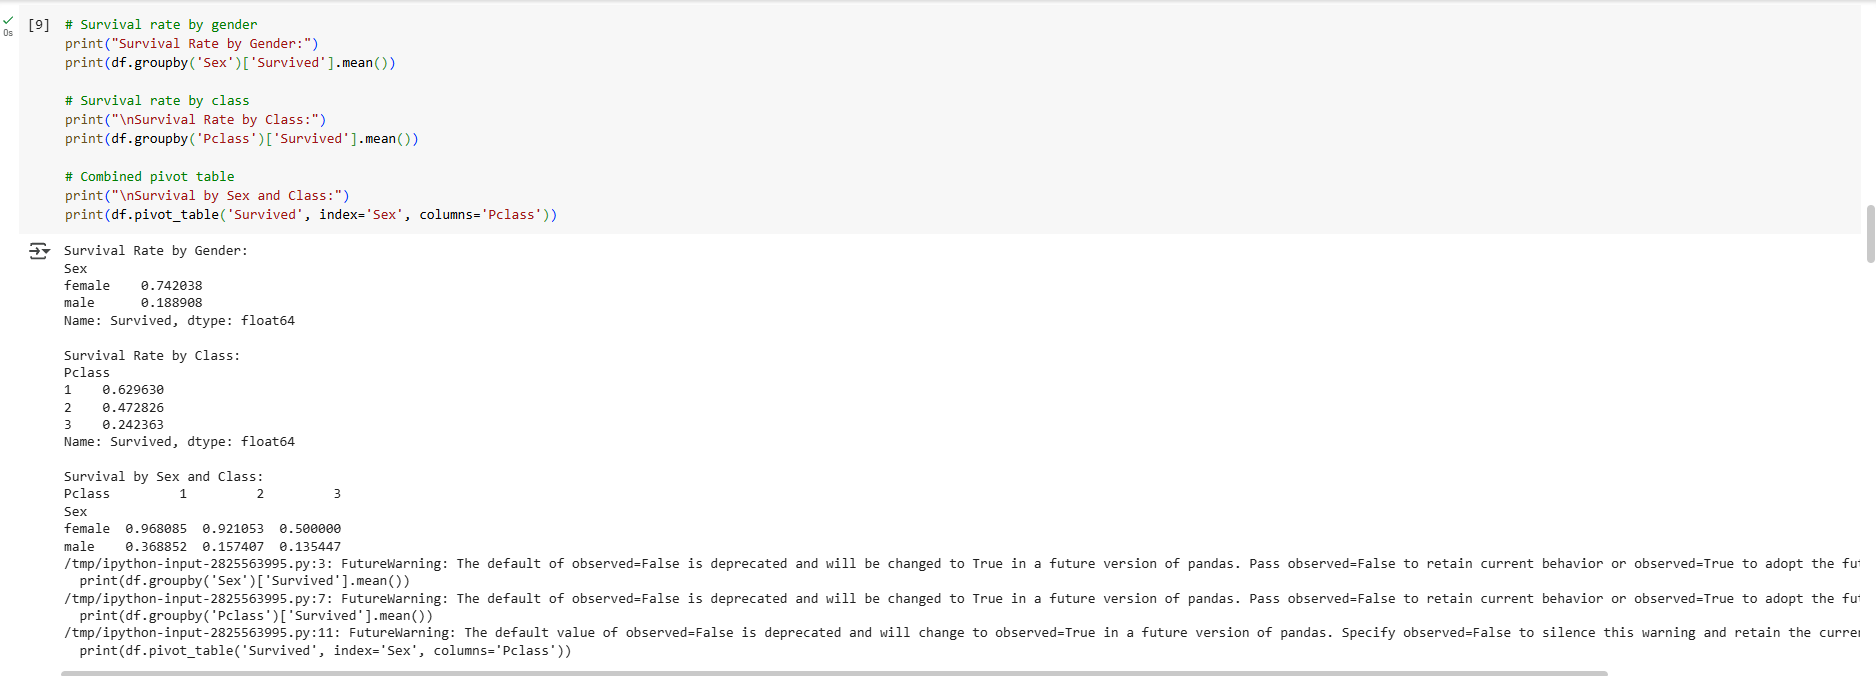 [9] # Survival rate by gender
0s
print("Survival Rate by Gender:")
print(df.groupby('Sex')['Survived'].mean())
# Survival rate by class
print("\nSurvival Rate by Class:")
print(df.groupby('Pclass')['Survived'].mean())
# Combined pivot table
print("\nSurvival by Sex and Class:")
print(df.pivot_table('Survived', index='Sex', columns='Pclass'))
Survival Rate by Gender:
Sex
female    0.742038
male      0.188908
Name: Survived, dtype: float64
Survival Rate by Class:
Pclass
1    0.629630
2    0.472826
3    0.242363
Name: Survived, dtype: float64
Survival by Sex and Class:
Pclass         1         2         3
Sex
female  0.968085  0.921053  0.500000
male    0.368852  0.157407  0.135447
/tmp/ipython-input-2825563995.py:3: FutureWarning: The default of observed=False is deprecated and will be changed to True in a future version of pandas. Pass observed=False to retain current behavior or observed=True to adopt the
  print(df.groupby('Sex')['Survived'].mean())
/tmp/ipython-input-2825563995.py:7: FutureWarning: The default of observed=False is deprecated and will be changed to True in a future version of pandas. Pass observed=False to retain current behavior or observed=True to adopt the
  print(df.groupby('Pclass')['Survived'].mean())
/tmp/ipython-input-2825563995.py:11: FutureWarning: The default value of observed=False is deprecated and will change to observed=True in a future version of pandas. Specify observed=False to silence this warning and retain the
  print(df.pivot_table('Survived', index='Sex', columns='Pclass'))